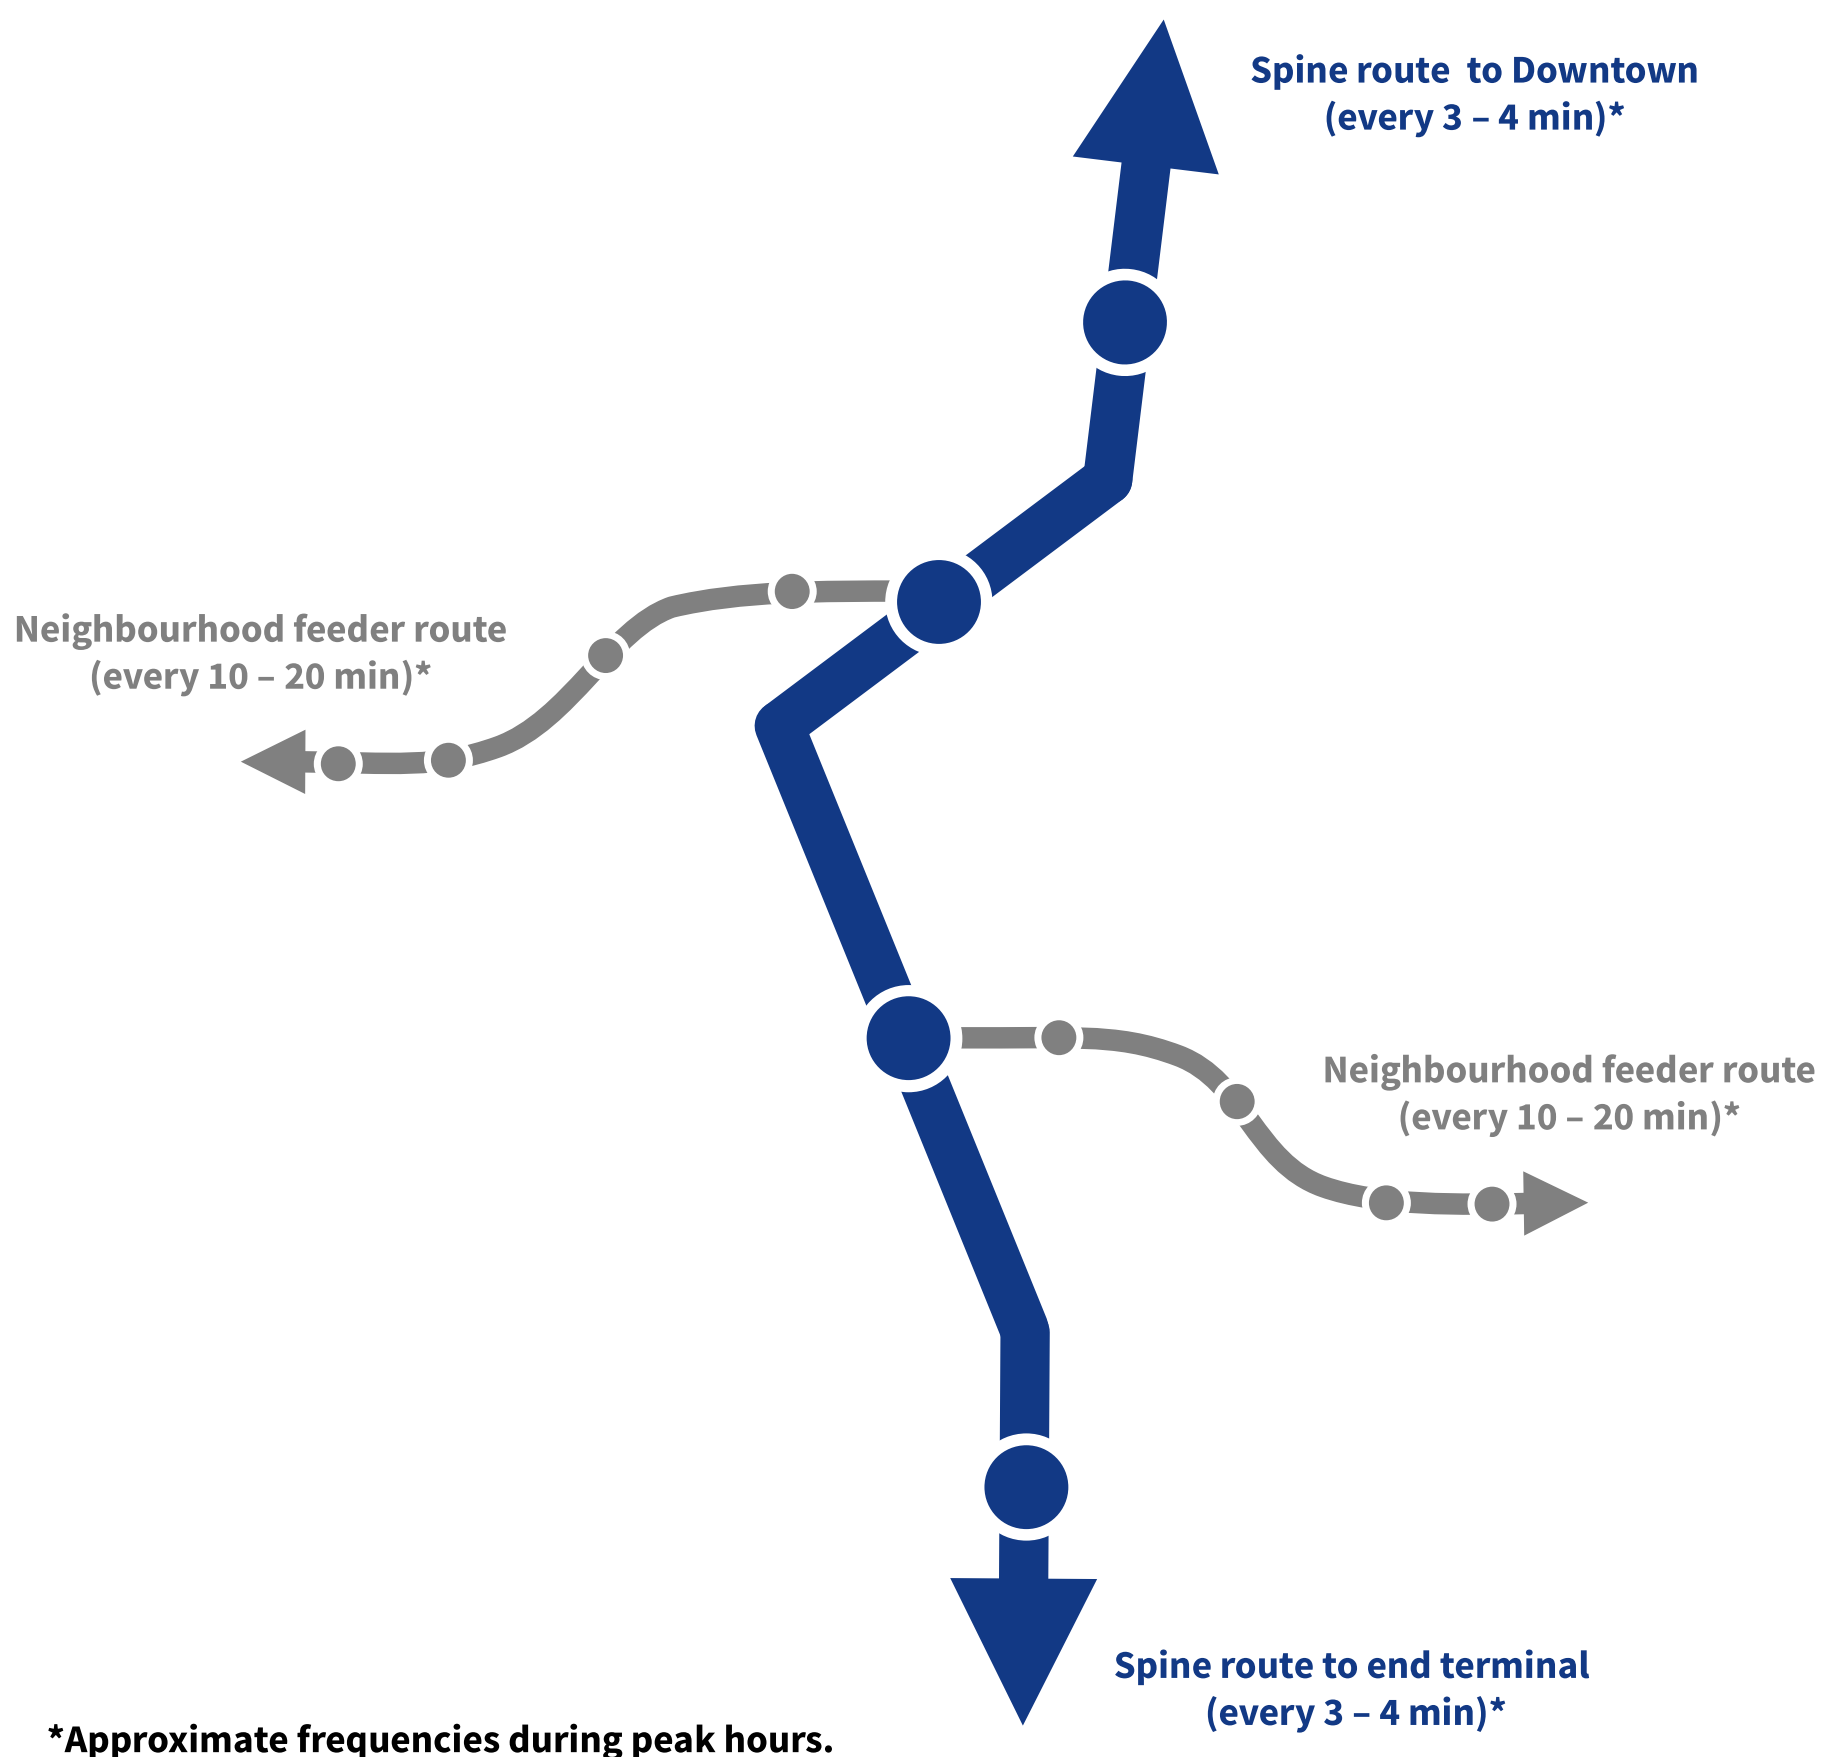 Spine route to Downtown
(every 3 – 4 min)*
Neighbourhood feeder route
(every 10 – 20 min)*
Neighbourhood feeder route
(every 10 – 20 min)*
Spine route to end terminal
(every 3 – 4 min)*
*Approximate frequencies during peak hours.